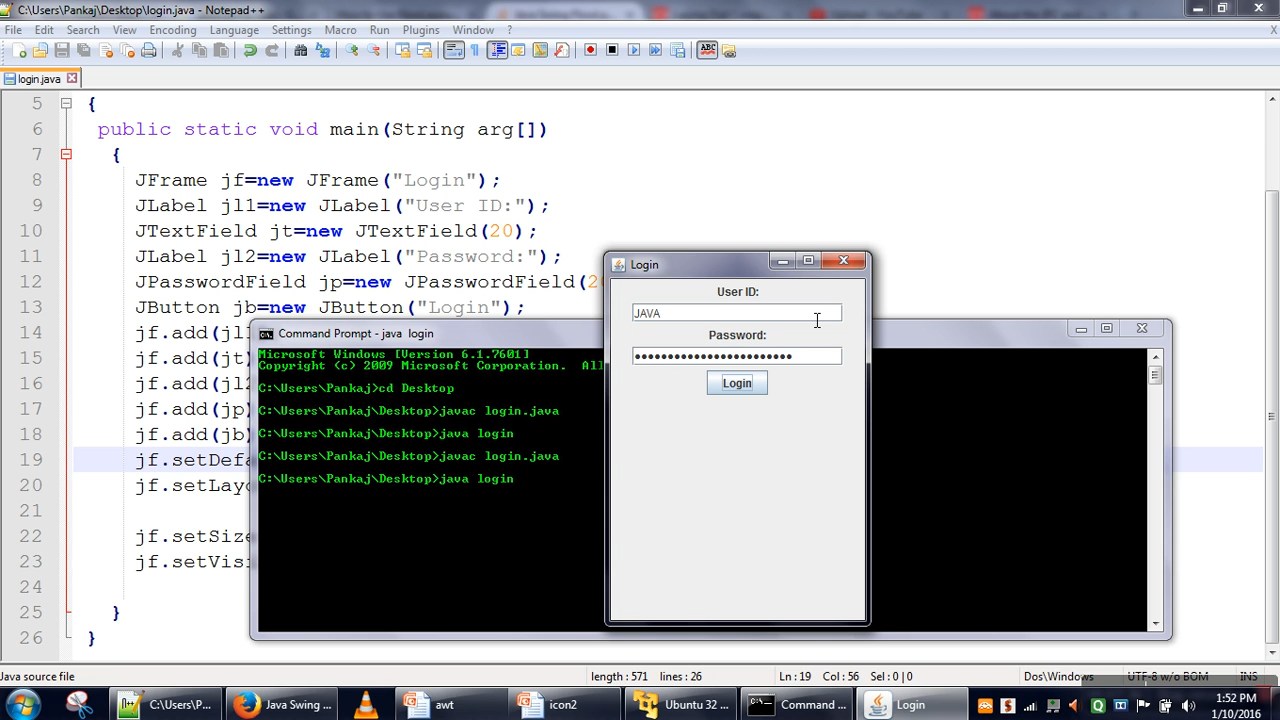 C:\Users\Pankaj\Desktop\login.java - Notepad++
File Edit Search View Encoding Language Settings Macro Run Plugins Window ?
X
ABC
login.java
5 {
6 public static void main(String arg[])
7 {
8 JFrame jf=new JFrame("Login");
9 JLabel jl1=new JLabel("User ID:");
10 JTextField jt=new JTextField(20);
11 JLabel jl2=new JLabel("Password:");
12 JPasswordField jp=new JPasswordField(2
13 JButton jb=new JButton("Login");
14 jf.add(jl
15 jf.add(jt)
16 jf.add(jl2
17 jf.add(jp)
18 jf.add(jb)
19 jf.setDefa
20 jf.setLayo
21
22 jf.setSize
23 jf.setVisi
24
25 }
26 }
Command Prompt - java login
Microsoft Windows [Version 6.1.7601]
Copyright (c) 2009 Microsoft Corporation. All
C:\Users\Pankaj>cd Desktop
C:\Users\Pankaj\Desktop>javac login.java
C:\Users\Pankaj\Desktop>java login
C:\Users\Pankaj\Desktop>javac login.java
C:\Users\Pankaj\Desktop>java login
Login
User ID:
JAVA
Password:
Login
Java source file length : 571 lines : 26 Ln : 19 Col : 55 Sel : 0 | 0 Dos\Windows UTF-8 w/o BOM INS
C:\Users\P... Java Swing ... awt icon2 Ubuntu 32 ... Command ... Login
1:52 PM
1/10/2016